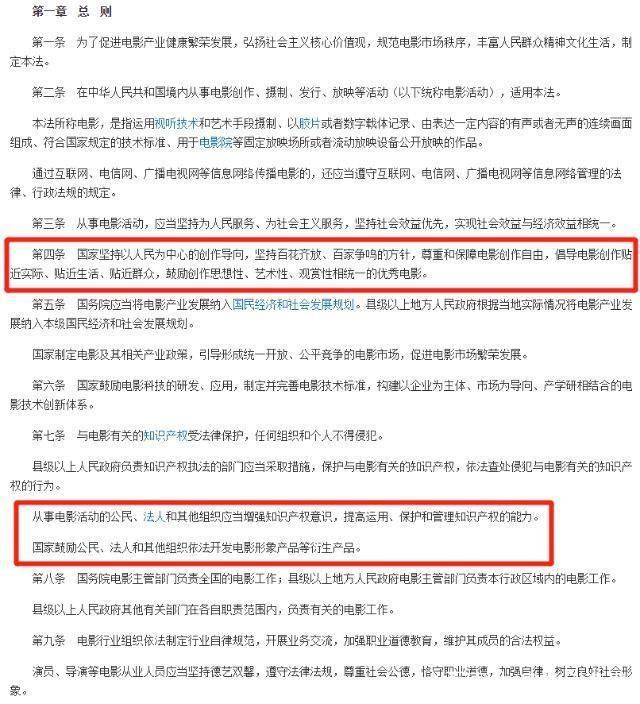 第一章 总 则
第一条 为了促进电影产业健康繁荣发展，弘扬社会主义核心价值观，规范电影市场秩序，丰富人民群众精神文化生活，制
定本法。
第二条 在中华人民共和国境内从事电影创作、摄制、发行、放映等活动（以下统称电影活动），适用本法。
本法所称电影，是指运用视听技术和艺术手段摄制、以胶片或者数字载体记录、由表达一定内容的有声或者无声的连续画面
组成、符合国家规定的技术标准、用于电影院等固定放映场所或者流动放映设备公开放映的作品。
通过互联网、电信网、广播电视网等信息网络传播电影的，还应当遵守互联网、电信网、广播电视网等信息网络管理的法
律、行政法规的规定。
第三条 从事电影活动，应当坚持为人民服务、为社会主义服务，坚持社会效益优先，实现社会效益与经济效益相统一。
第四条 国家坚持以人民为中心的创作导向，坚持百花齐放、百家争鸣的方针，尊重和保障电影创作自由，倡导电影创作贴
近实际、贴近生活、贴近群众，鼓励创作思想性、艺术性、观赏性相统一的优秀电影。
第五条 国务院应当将电影产业发展纳入国民经济和社会发展规划。县级以上地方人民政府根据当地实际情况将电影产业发
展纳入本级国民经济和社会发展规划。
国家制定电影及其相关产业政策，引导形成统一开放、公平竞争的电影市场，促进电影市场繁荣发展。
第六条 国家鼓励电影科技的研发、应用，制定并完善电影技术标准，构建以企业为主体、市场为导向、产学研相结合的电
影技术创新体系。
第七条 与电影有关的知识产权受法律保护，任何组织和个人不得侵犯。
县级以上人民政府负责知识产权执法的部门应当采取措施，保护与电影有关的知识产权，依法查处侵犯与电影有关的知识产权
的行为。
从事电影活动的公民、法人和其他组织应当增强知识产权意识，提高运用、保护和管理知识产权的能力。
国家鼓励公民、法人和其他组织依法开发电影形象产品等衍生产品。
第八条 国务院电影主管部门负责全国的电影工作；县级以上地方人民政府电影主管部门负责本行政区域内的电影工作。
县级以上人民政府其他有关部门在各自职责范围内，负责有关的电影工作。
第九条 电影行业组织依法制定行业自律规范，开展业务交流，加强职业道德教育，维护其成员的合法权益。
演员、导演等电影从业人员应当坚持德艺双馨，遵守法律法规，尊重社会公德，恪守职业道德，加强自律，树立良好社会形
象。